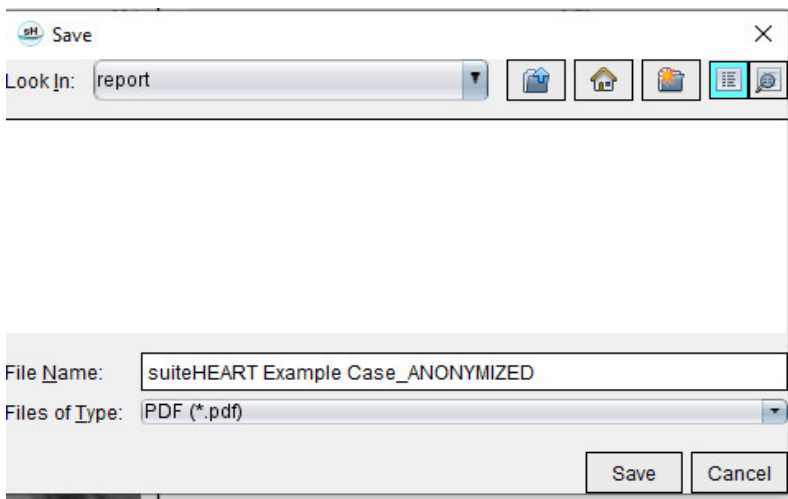 sH Save
Look In: report
File Name: suiteHEART Example Case_ANONYMIZED
Files of Type: PDF (*.pdf)
Save Cancel